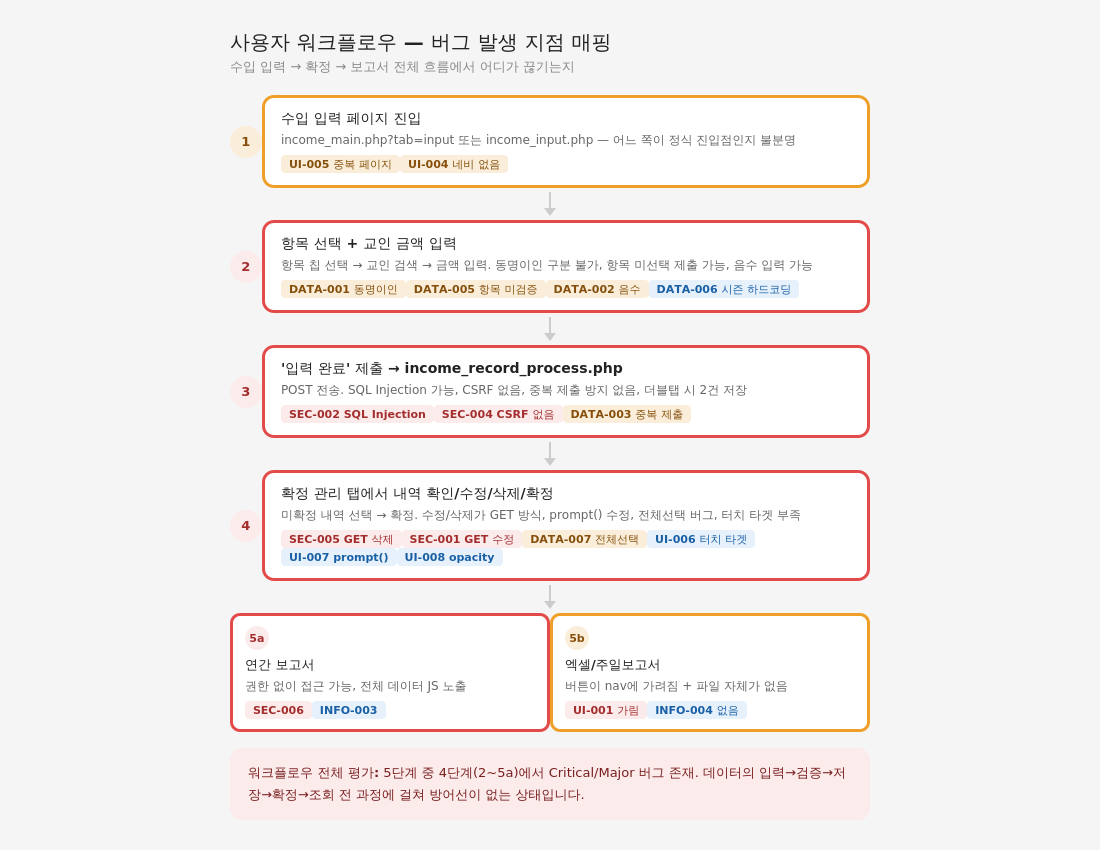 사용자 워크플로우 — 버그 발생 지점 매핑
수입 입력 → 확정 → 보고서 전체 흐름에서 어디가 끊기는지
1
수입 입력 페이지 진입
income_main.php?tab=input 또는 income_input.php — 어느 쪽이 정식 진입점인지 불분명
UI-005 중복 페이지 UI-004 네비 없음
2
항목 선택 + 교인 금액 입력
항목 칩 선택 → 교인 검색 → 금액 입력. 동명이인 구분 불가, 항목 미선택 제출 가능, 음수 입력 가능
DATA-001 동명이인 DATA-005 항목 미검증 DATA-002 음수 DATA-006 시즌 하드코딩
3
'입력 완료' 제출 → income_record_process.php
POST 전송. SQL Injection 가능, CSRF 없음, 중복 제출 방지 없음, 더블탭 시 2건 저장
SEC-002 SQL Injection SEC-004 CSRF 없음 DATA-003 중복 제출
4
확정 관리 탭에서 내역 확인/수정/삭제/확정
미확정 내역 선택 → 확정. 수정/삭제가 GET 방식, prompt() 수정, 전체선택 버그, 터치 타겟 부족
SEC-005 GET 삭제 SEC-001 GET 수정 DATA-007 전체선택 UI-006 터치 타겟
UI-007 prompt() UI-008 opacity
5a
연간 보고서
권한 없이 접근 가능, 전체 데이터 JS 노출
SEC-006 INFO-003
5b
엑셀/주일보고서
버튼이 nav에 가려짐 + 파일 자체가 없음
UI-001 가림 INFO-004 없음
워크플로우 전체 평가: 5단계 중 4단계(2~5a)에서 Critical/Major 버그 존재. 데이터의 입력→검증→저
장→확정→조회 전 과정에 걸쳐 방어선이 없는 상태입니다.